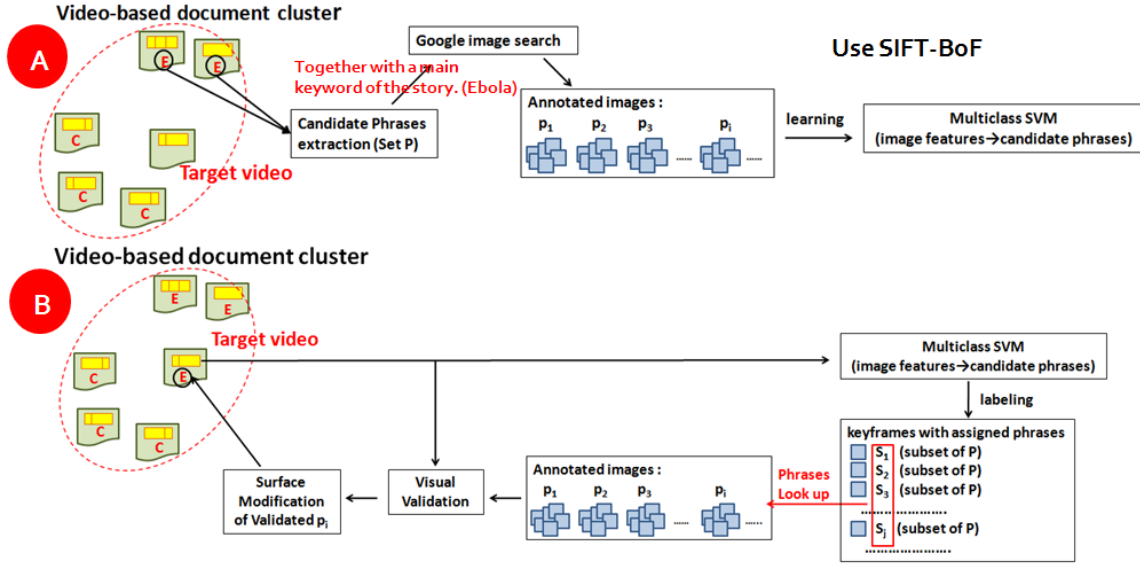 Video-based document cluster
A
E
E
C
C
C
Target video
Candidate Phrases
extraction (Set P)
Together with a main
keyword of the story. (Ebola)
Google image search
Annotated images :
p1 p2 p3 pi
...... ......
learning
Use SIFT-BoF
Multiclass SVM
(image features→candidate phrases)
Video-based document cluster
B
E
E
Target video
C
E
C
C
Multiclass SVM
(image features→candidate phrases)
labeling
keyframes with assigned phrases
S1 (subset of P)
S2 (subset of P)
S3 (subset of P)
.......................
Sj (subset of P)
.......................
Phrases
Look up
Annotated images :
p1 p2 p3 pi
...... ......
Visual
Validation
Surface
Modification
of Validated pi